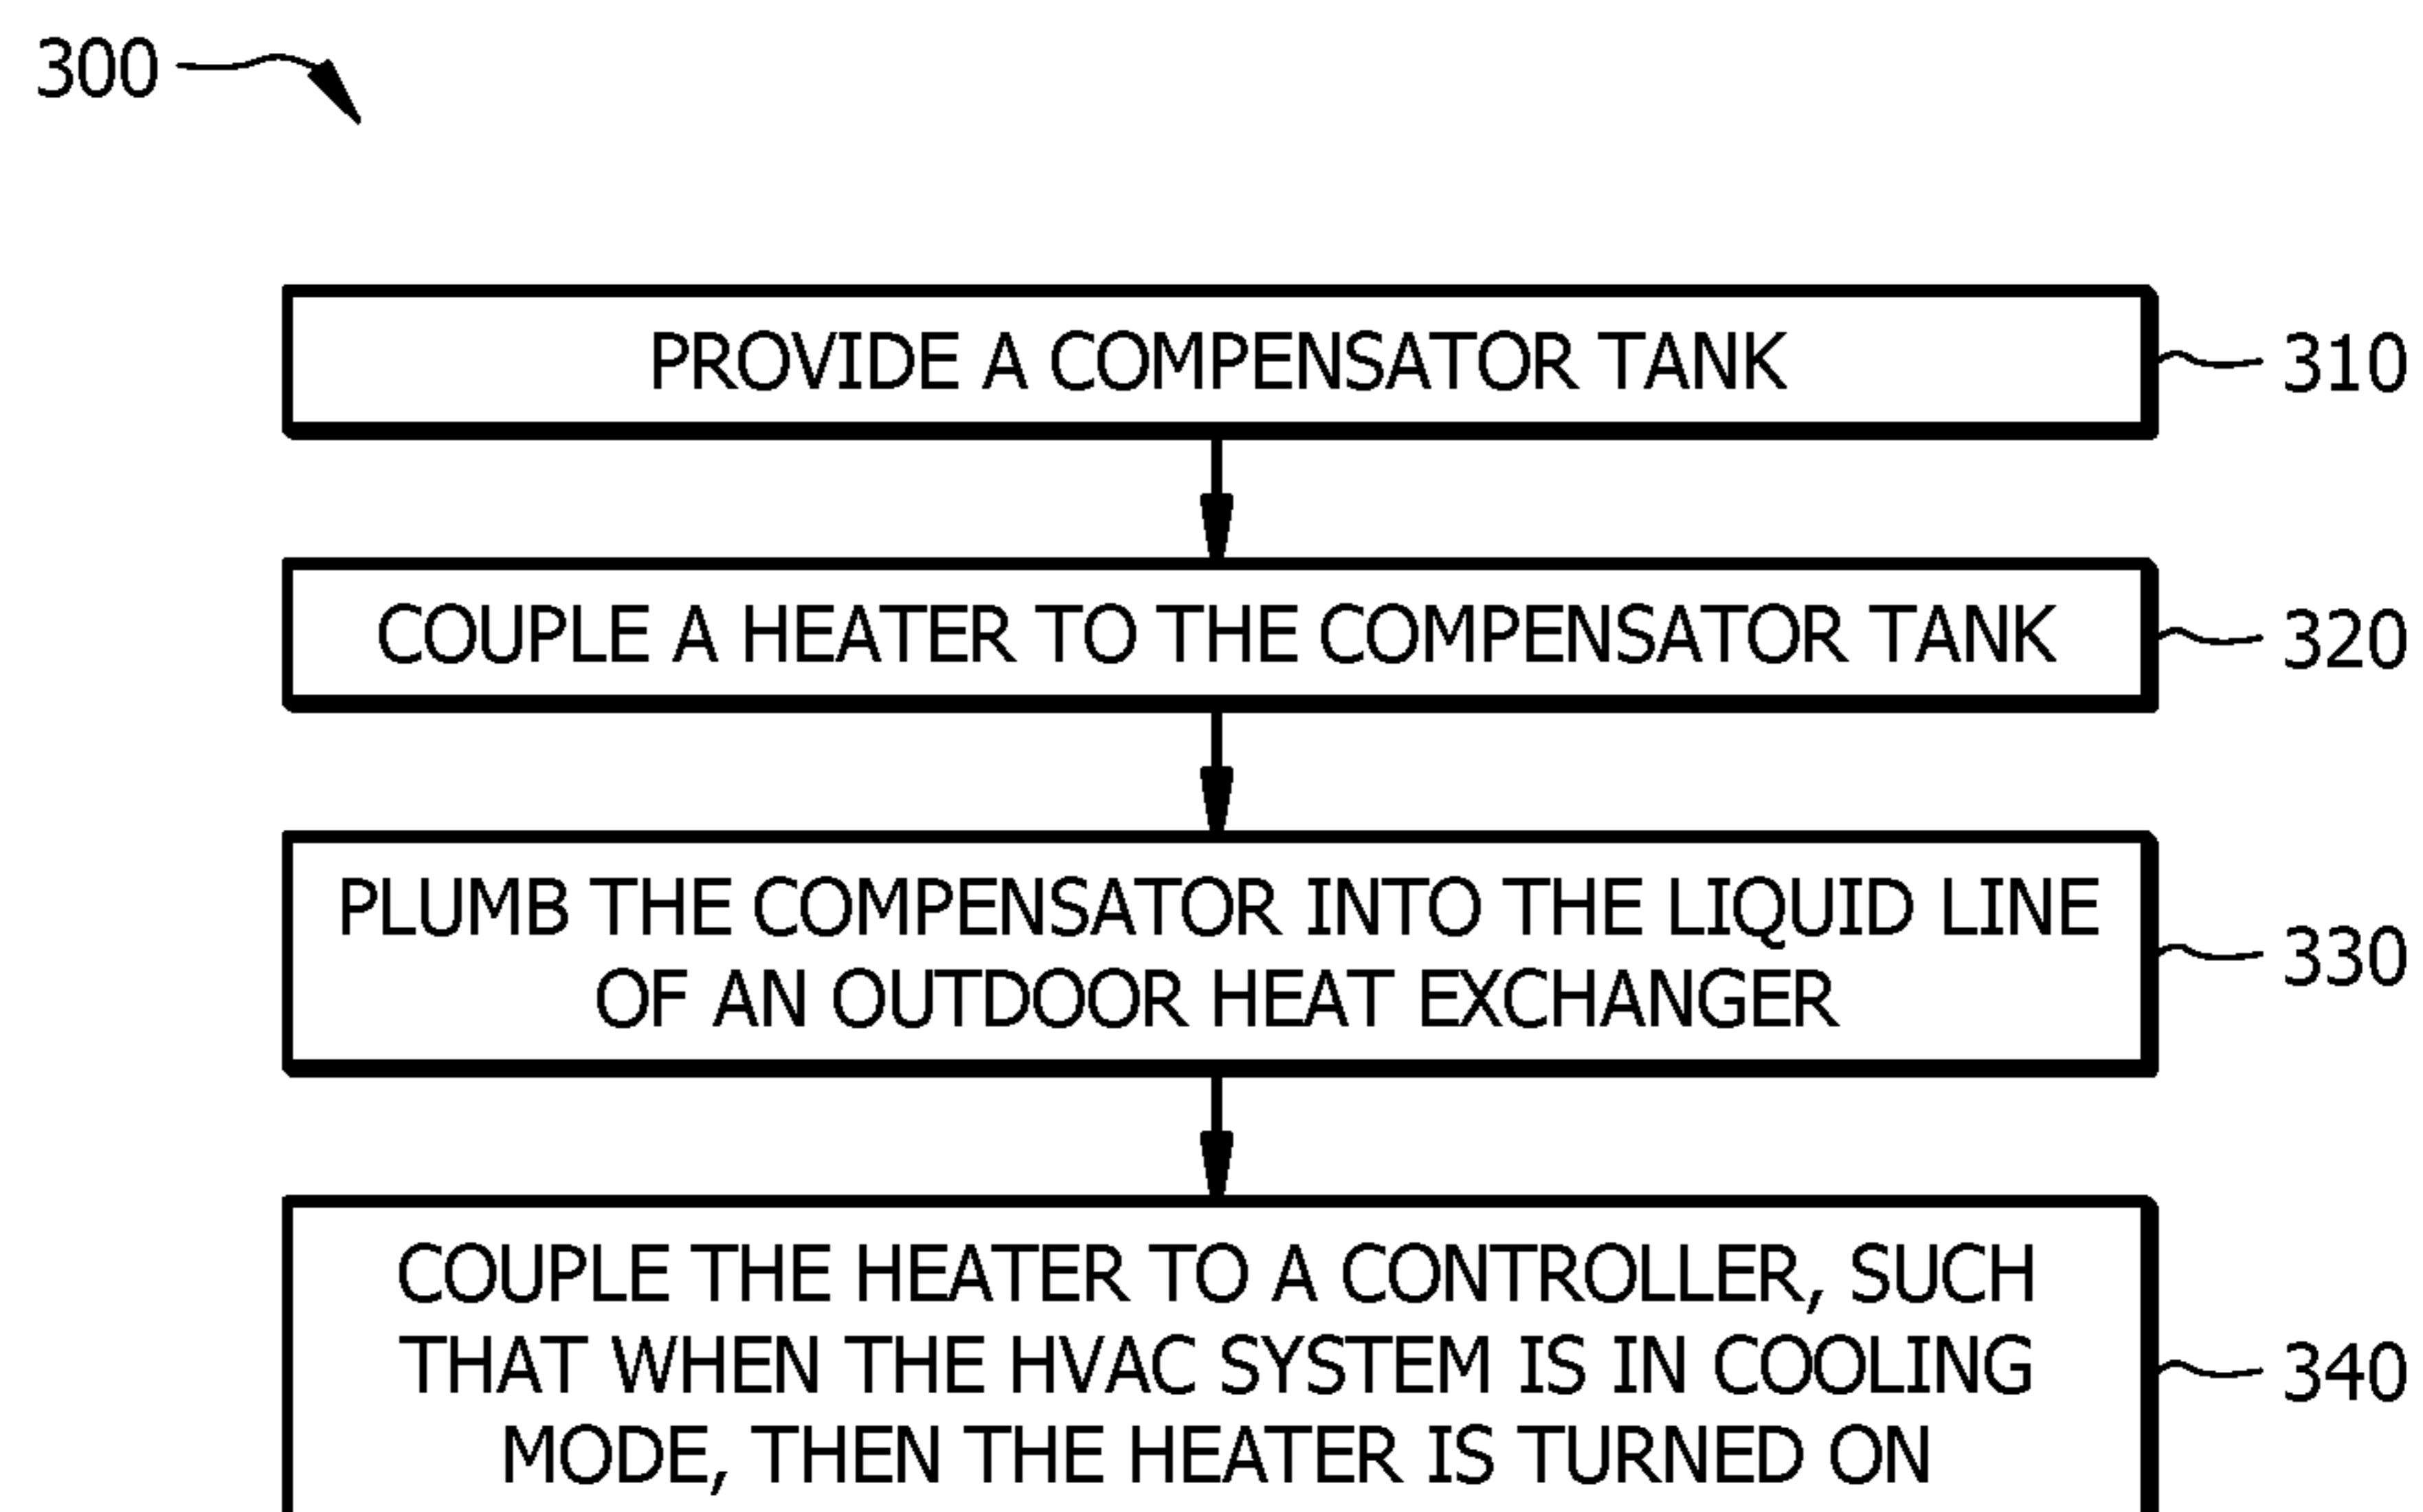 300
PROVIDE A COMPENSATOR TANK
310
COUPLE A HEATER TO THE COMPENSATOR TANK
320
PLUMB THE COMPENSATOR INTO THE LIQUID LINE
OF AN OUTDOOR HEAT EXCHANGER
330
COUPLE THE HEATER TO A CONTROLLER, SUCH
THAT WHEN THE HVAC SYSTEM IS IN COOLING
MODE, THEN THE HEATER IS TURNED ON
340